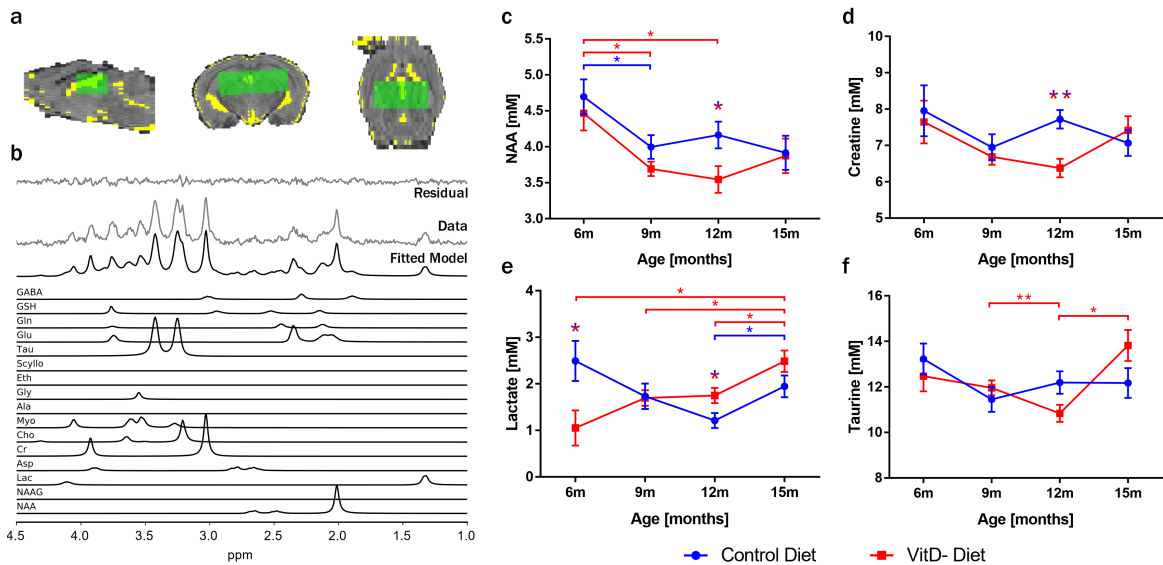 a
b
Residual
Data
Fitted Model
GABA
GSH
Gln
Glu
Tau
Scyllo
Eth
Gly
Ala
Myo
Cho
Cr
Asp
Lac
NAAG
NAA
4.5 4.0 3.5 3.0 2.5 2.0 1.5 1.0
ppm
c
NAA [mM]
5.5
5.0
4.5
4.0
3.5
3.0
*
*
*
*
6m 9m 12m 15m
Age [months]
d
Creatine [mM]
10
9
8
7
6
5
**
6m 9m 12m 15m
Age [months]
e
Lactate [mM]
4
3
2
1
0
*
*
*
*
*
*
6m 9m 12m 15m
Age [months]
f
Taurine [mM]
16
14
12
10
8
**
*
6m 9m 12m 15m
Age [months]
Control Diet VitD- Diet